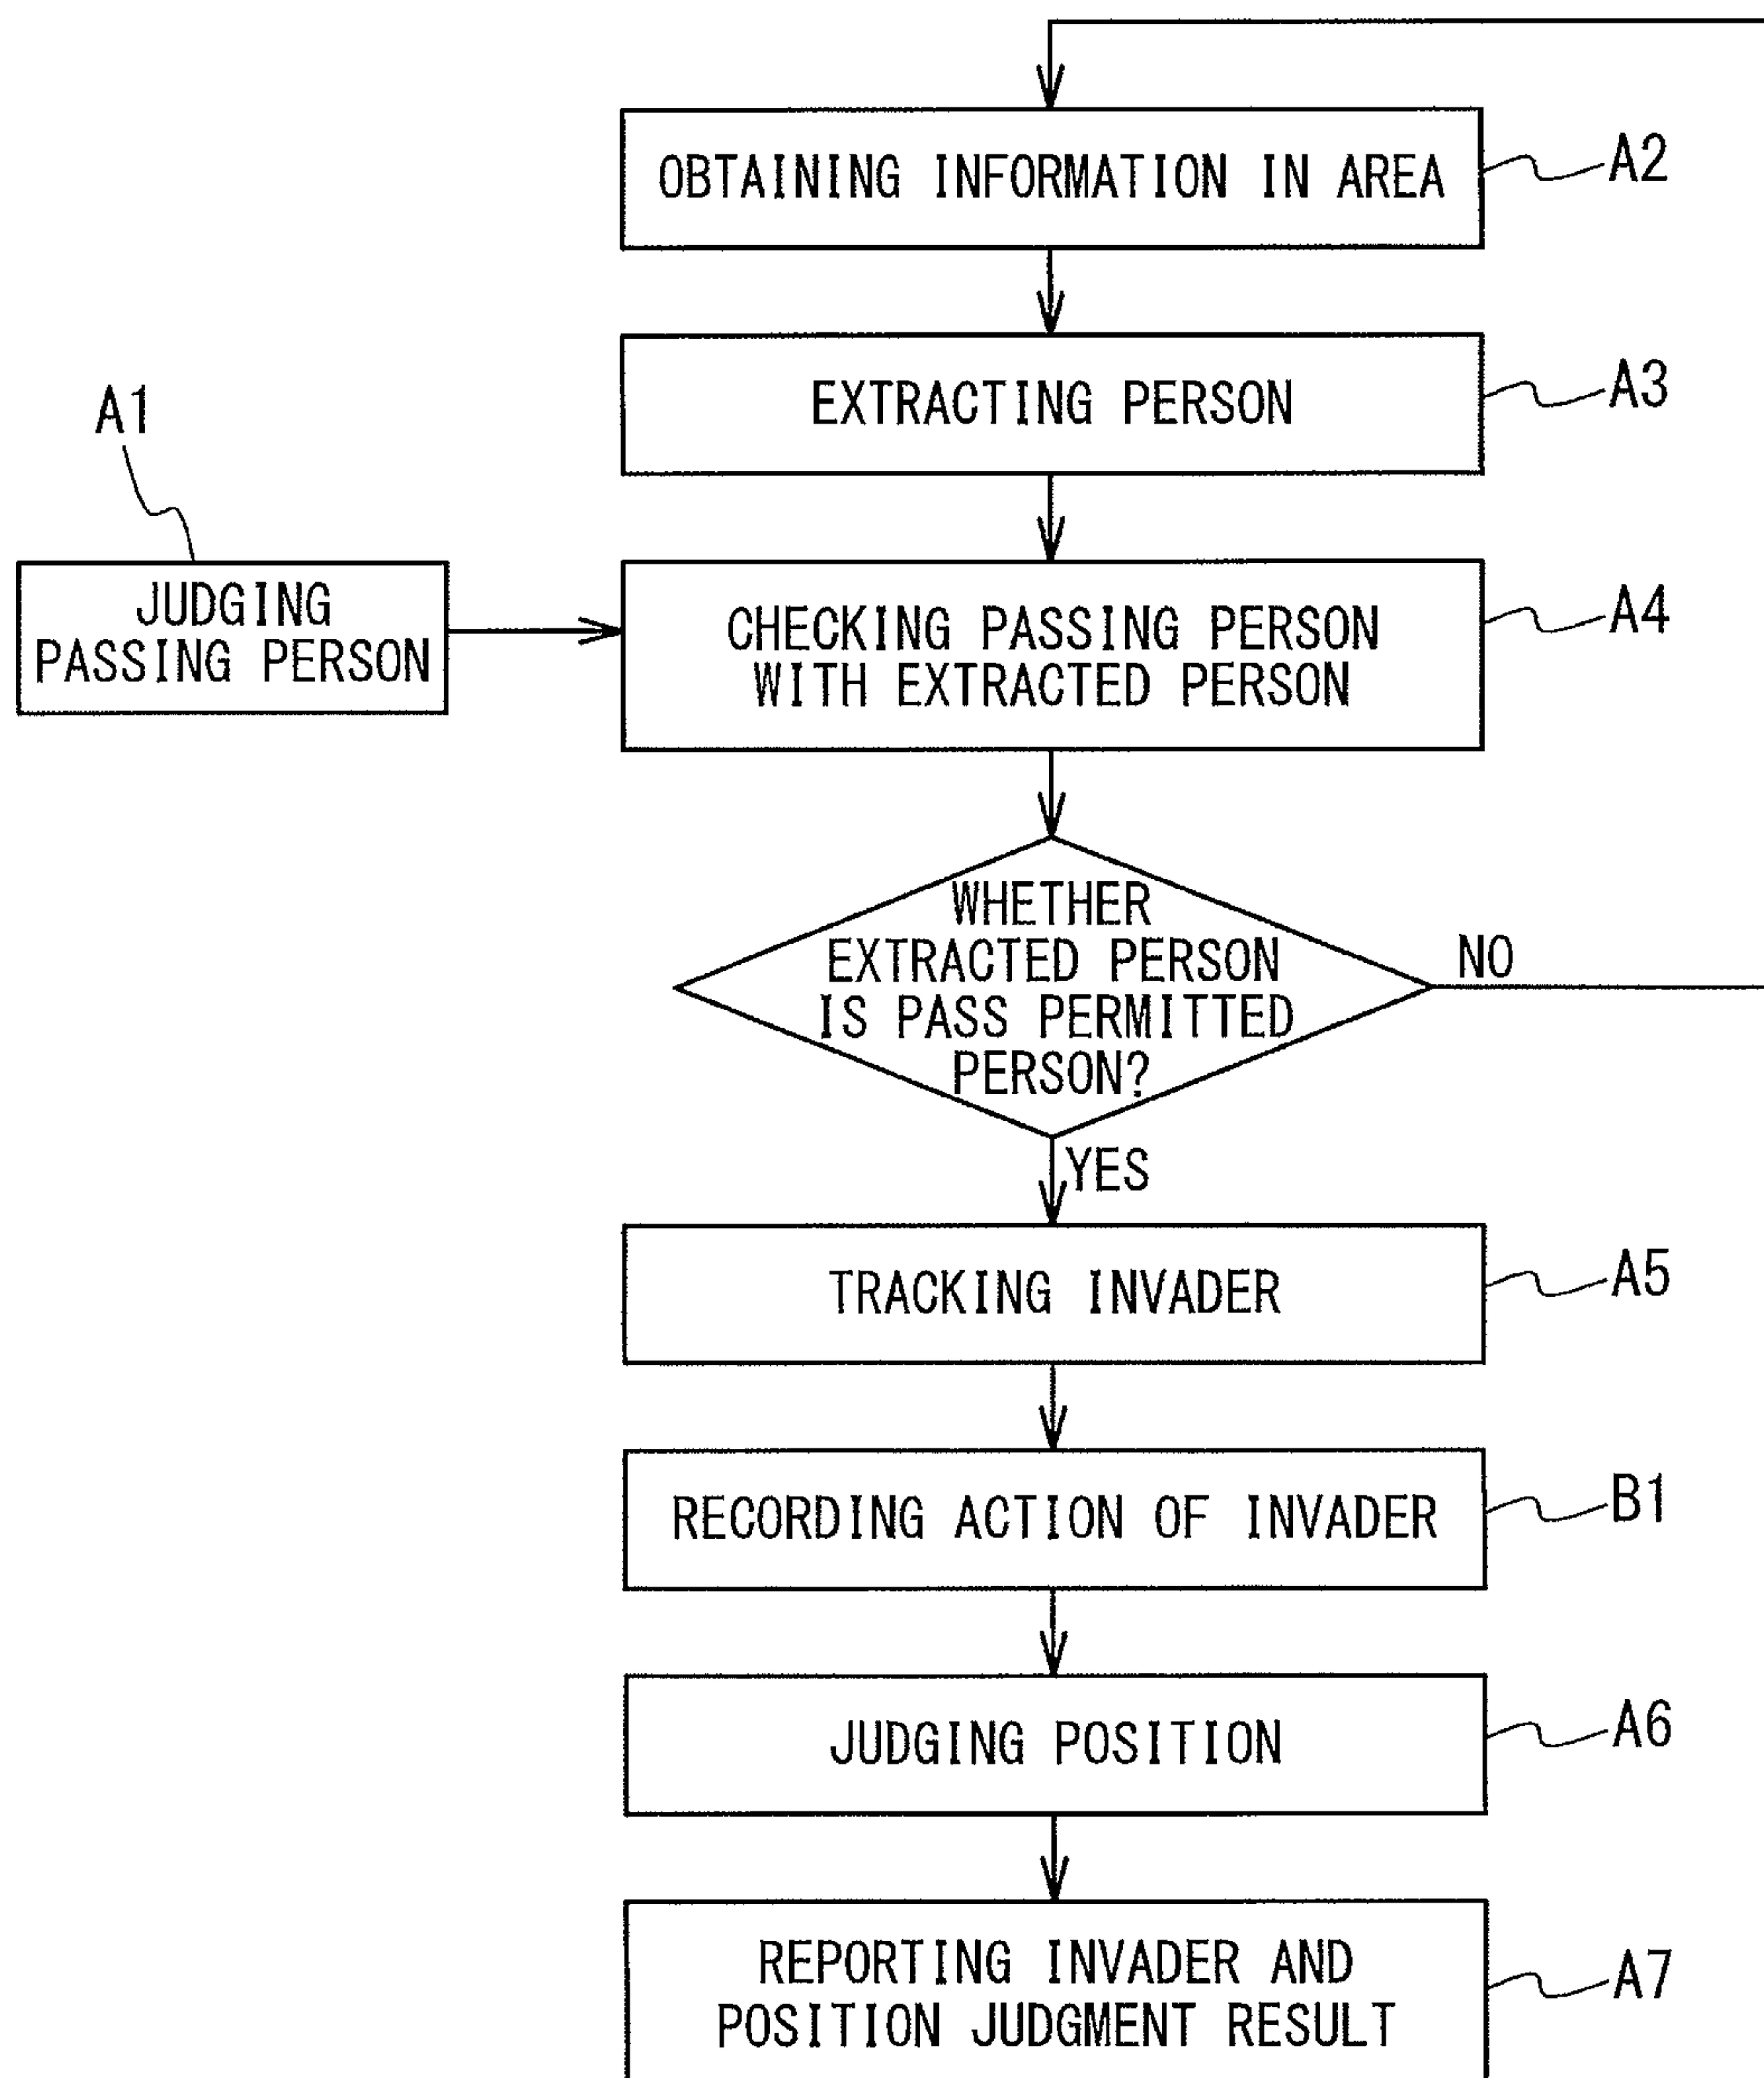 OBTAINING INFORMATION IN AREA
A2
EXTRACTING PERSON
A3
A1
JUDGING
PASSING PERSON
CHECKING PASSING PERSON
WITH EXTRACTED PERSON
A4
WHETHER
EXTRACTED PERSON
IS PASS PERMITTED
PERSON?
NO
YES
TRACKING INVADER
A5
RECORDING ACTION OF INVADER
B1
JUDGING POSITION
A6
REPORTING INVADER AND
POSITION JUDGMENT RESULT
A7